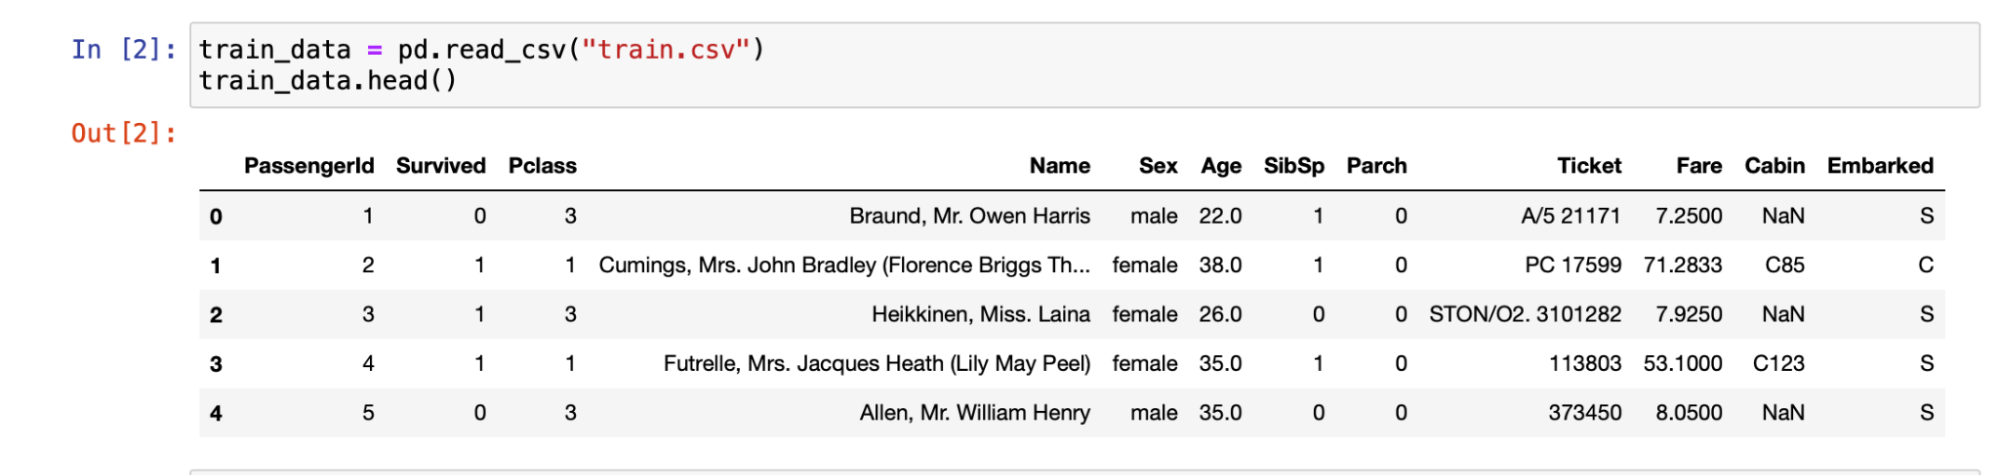 In [2]: train_data = pd.read_csv("train.csv")
train_data.head()
Out[2]:
PassengerId Survived Pclass Name Sex Age SibSp Parch Ticket Fare Cabin Embarked
0 1 0 3 Braund, Mr. Owen Harris male 22.0 1 0 A/5 21171 7.2500 NaN S
1 2 1 1 Cumings, Mrs. John Bradley (Florence Briggs Th... female 38.0 1 0 PC 17599 71.2833 C85 C
2 3 1 3 Heikkinen, Miss. Laina female 26.0 0 0 STON/O2. 3101282 7.9250 NaN S
3 4 1 1 Futrelle, Mrs. Jacques Heath (Lily May Peel) female 35.0 1 0 113803 53.1000 C123 S
4 5 0 3 Allen, Mr. William Henry male 35.0 0 0 373450 8.0500 NaN S